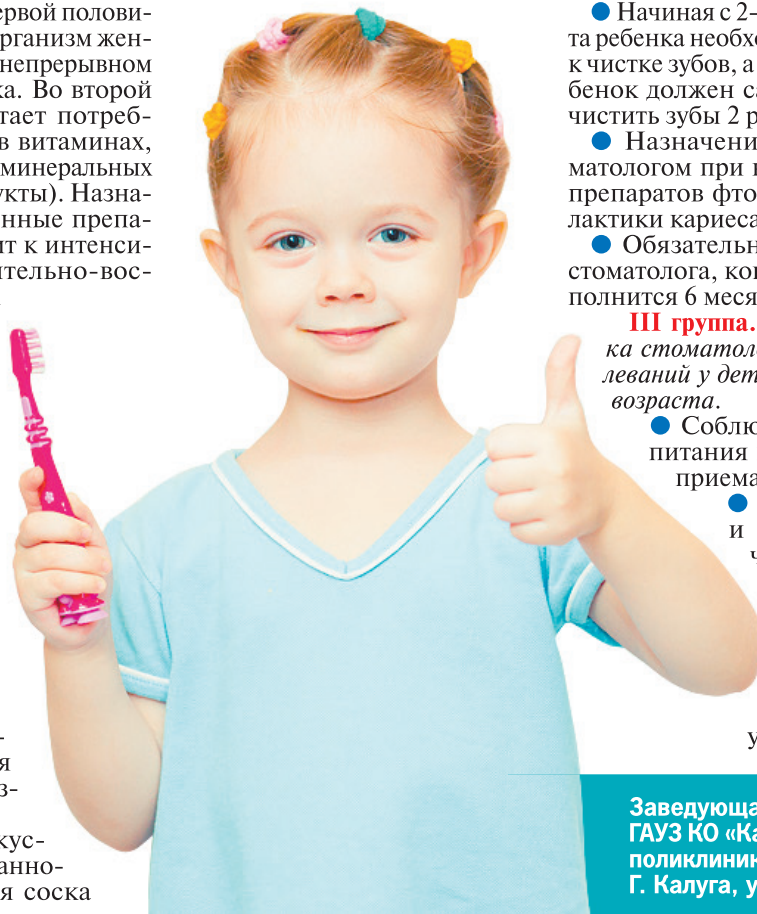 ервой полови-
рганизм жен-
непрерывном
ка. Во второй
тает потреб-
в витаминах,
минеральных
укты). Назна-
енные препа-
ит к интенси-
ительно-вос-
-
я
з-
кус-
анно-
я соска
● Начиная с 2-
та ребенка необхо
к чистке зубов, а
бенок должен са
чистить зубы 2 р
● Назначени
матологом при
препаратов фто
лактики кариеса
● Обязательн
стоматолога, ког
полнится 6 меся
III группа.
ка стоматоло
леваний у дет
возраста.
● Соблю
питания
приема
●
и
ч
у
Заведующа
ГАУЗ КО «Ка
поликлиник
Г. Калуга, у